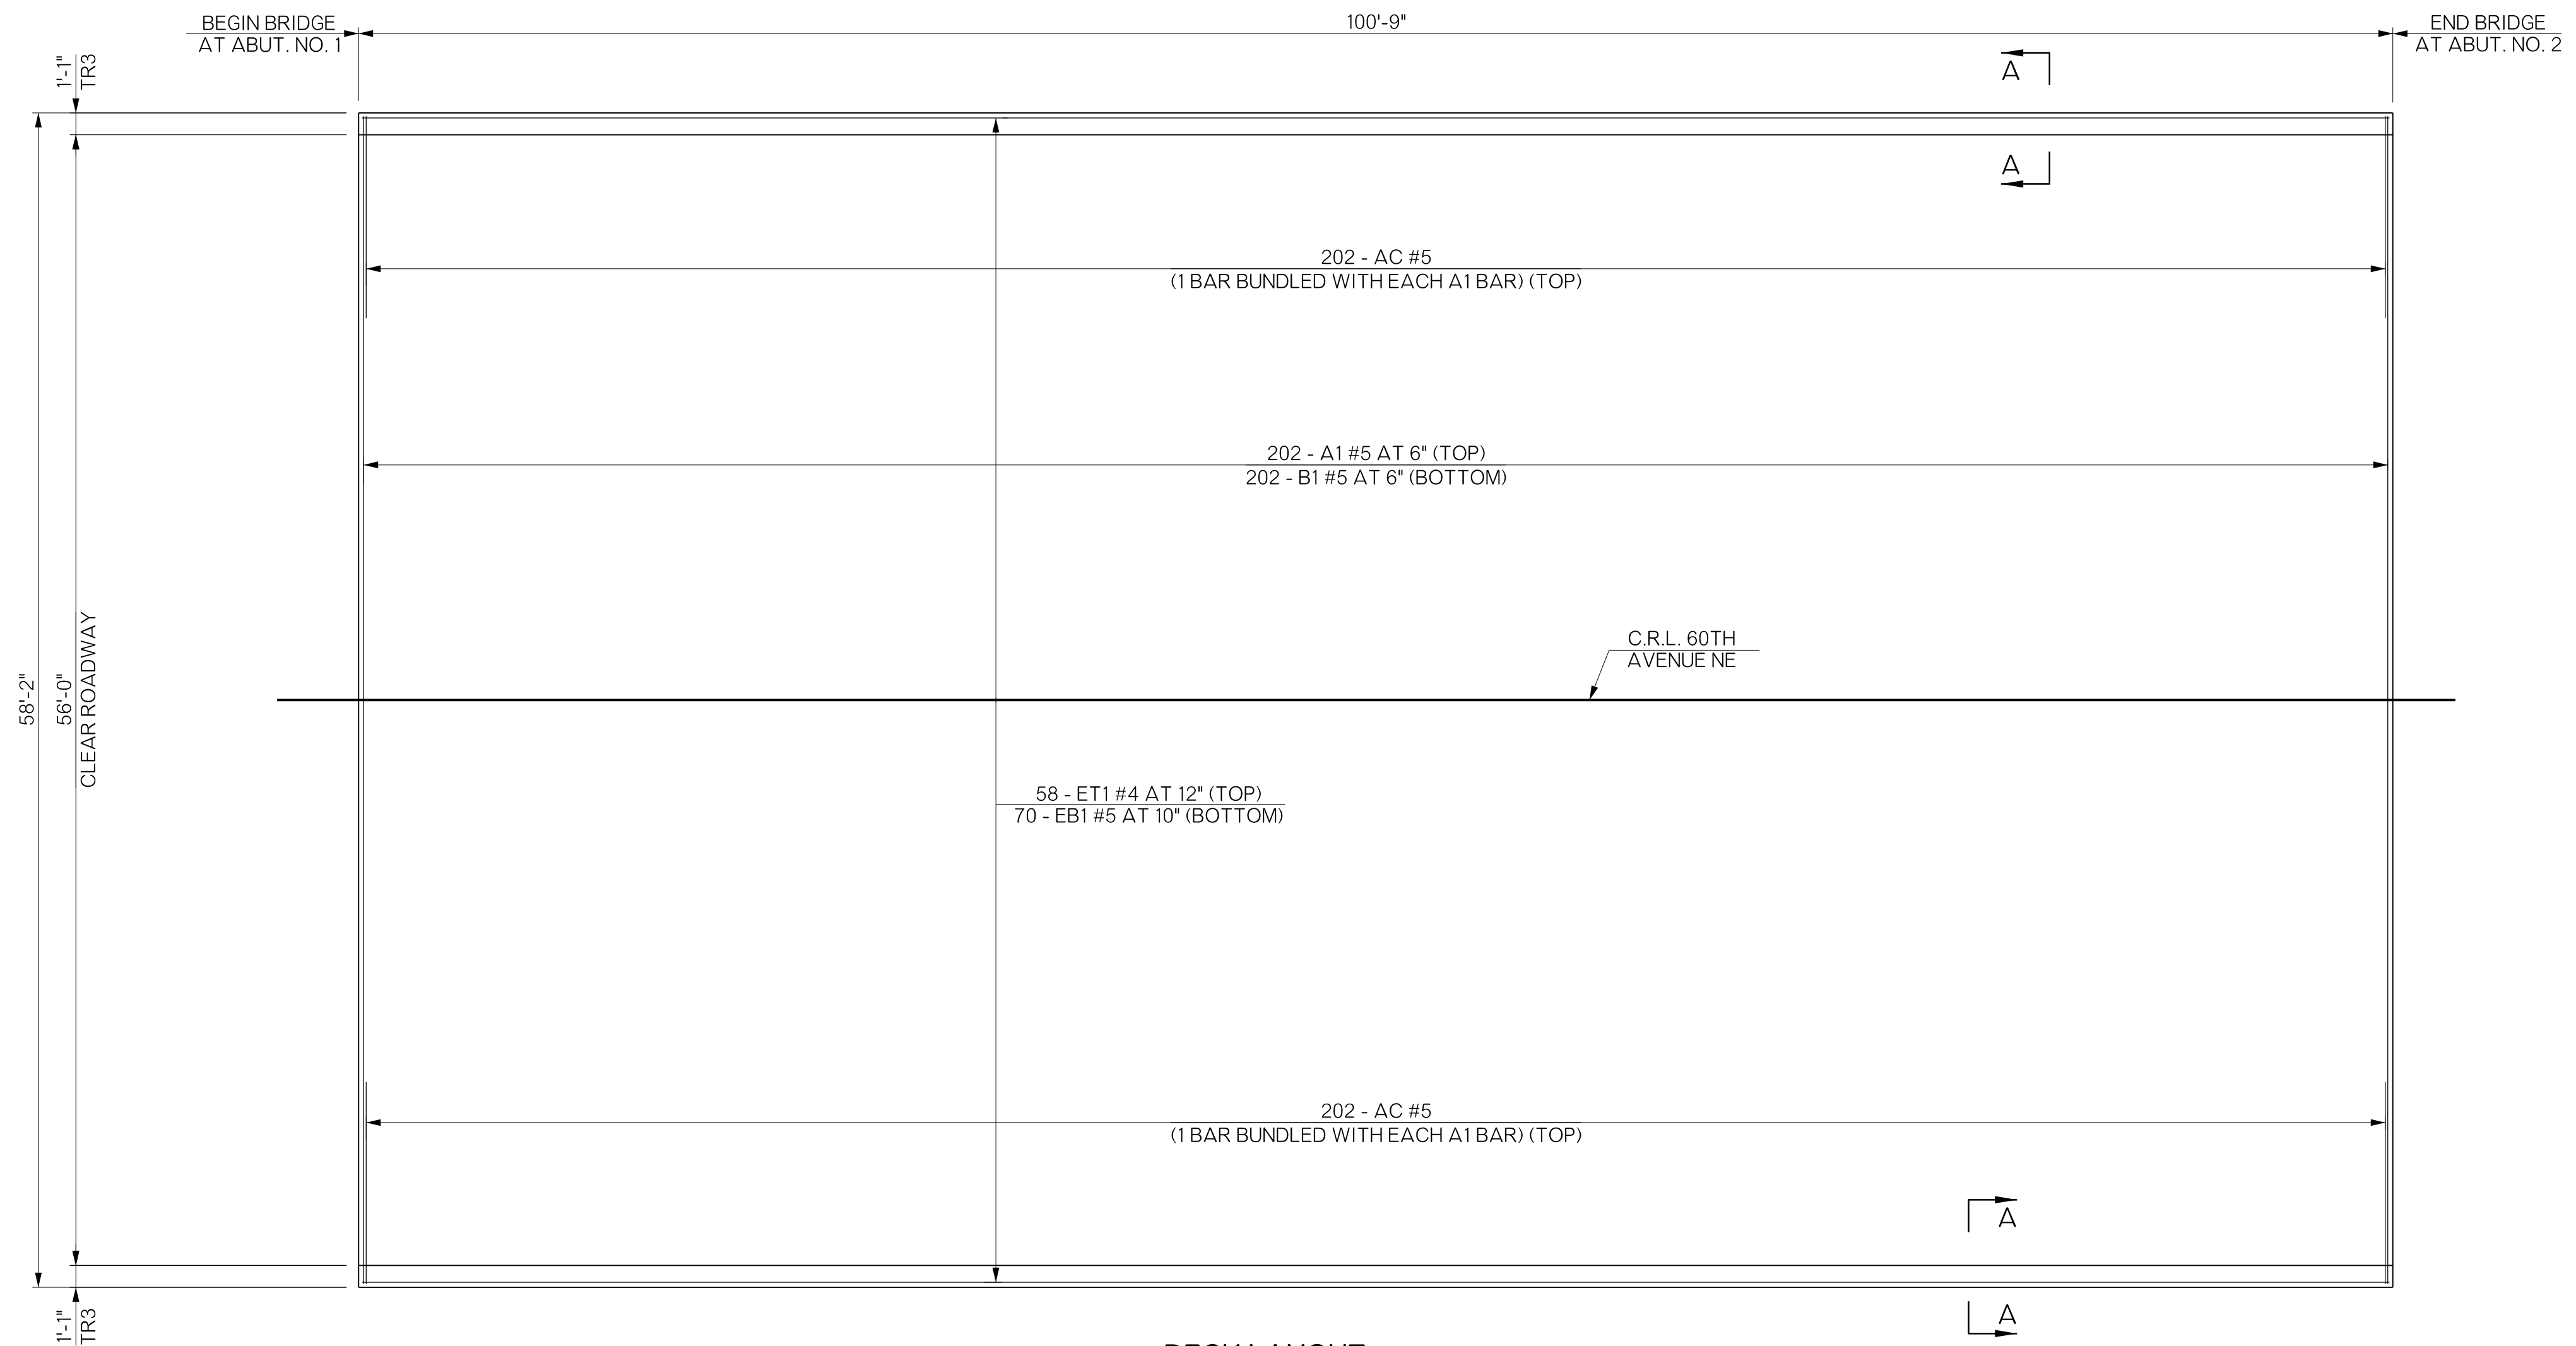 BEGIN BRIDGE
AT ABUT. NO. 1
100'-9"
END BRIDGE
AT ABUT. NO. 2
1'-1"
TR3
A
A
202 - AC #5
(1 BAR BUNDLED WITH EACH A1 BAR) (TOP)
202 - A1 #5 AT 6" (TOP)
202 - B1 #5 AT 6" (BOTTOM)
58'-2"
56'-0"
CLEAR ROADWAY
C.R.L. 60TH
AVENUE NE
58 - ET1 #4 AT 12" (TOP)
70 - EB1 #5 AT 10" (BOTTOM)
202 - AC #5
(1 BAR BUNDLED WITH EACH A1 BAR) (TOP)
A
A
1'-1"
TR3
DECK LAYOUT